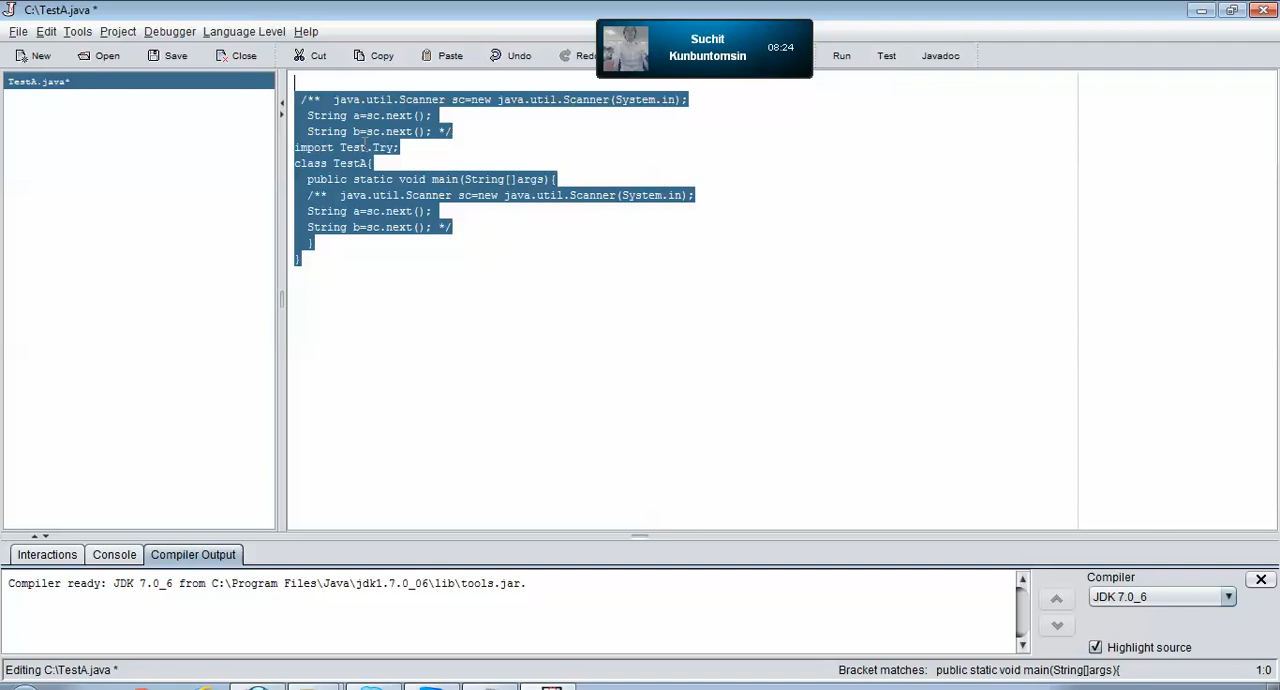 C:\TestA.java *
File Edit Tools Project Debugger Language Level Help
Suchit
Kunbuntomsin
08:24
New Open Save Close Cut Copy Paste Undo Run Test Javadoc
TestA.java*
/**  java.util.Scanner sc=new java.util.Scanner(System.in);
String a=sc.next();
String b=sc.next(); */
import Test.Try;
class TestA{
public static void main(String[]args){
/**  java.util.Scanner sc=new java.util.Scanner(System.in);
String a=sc.next();
String b=sc.next(); */
}
}
Interactions Console Compiler Output
Compiler ready: JDK 7.0_6 from C:\Program Files\Java\jdk1.7.0_06\lib\tools.jar.
Compiler
JDK 7.0_6
Highlight source
Editing C:\TestA.java *
Bracket matches: public static void main(String[]args){
1:0